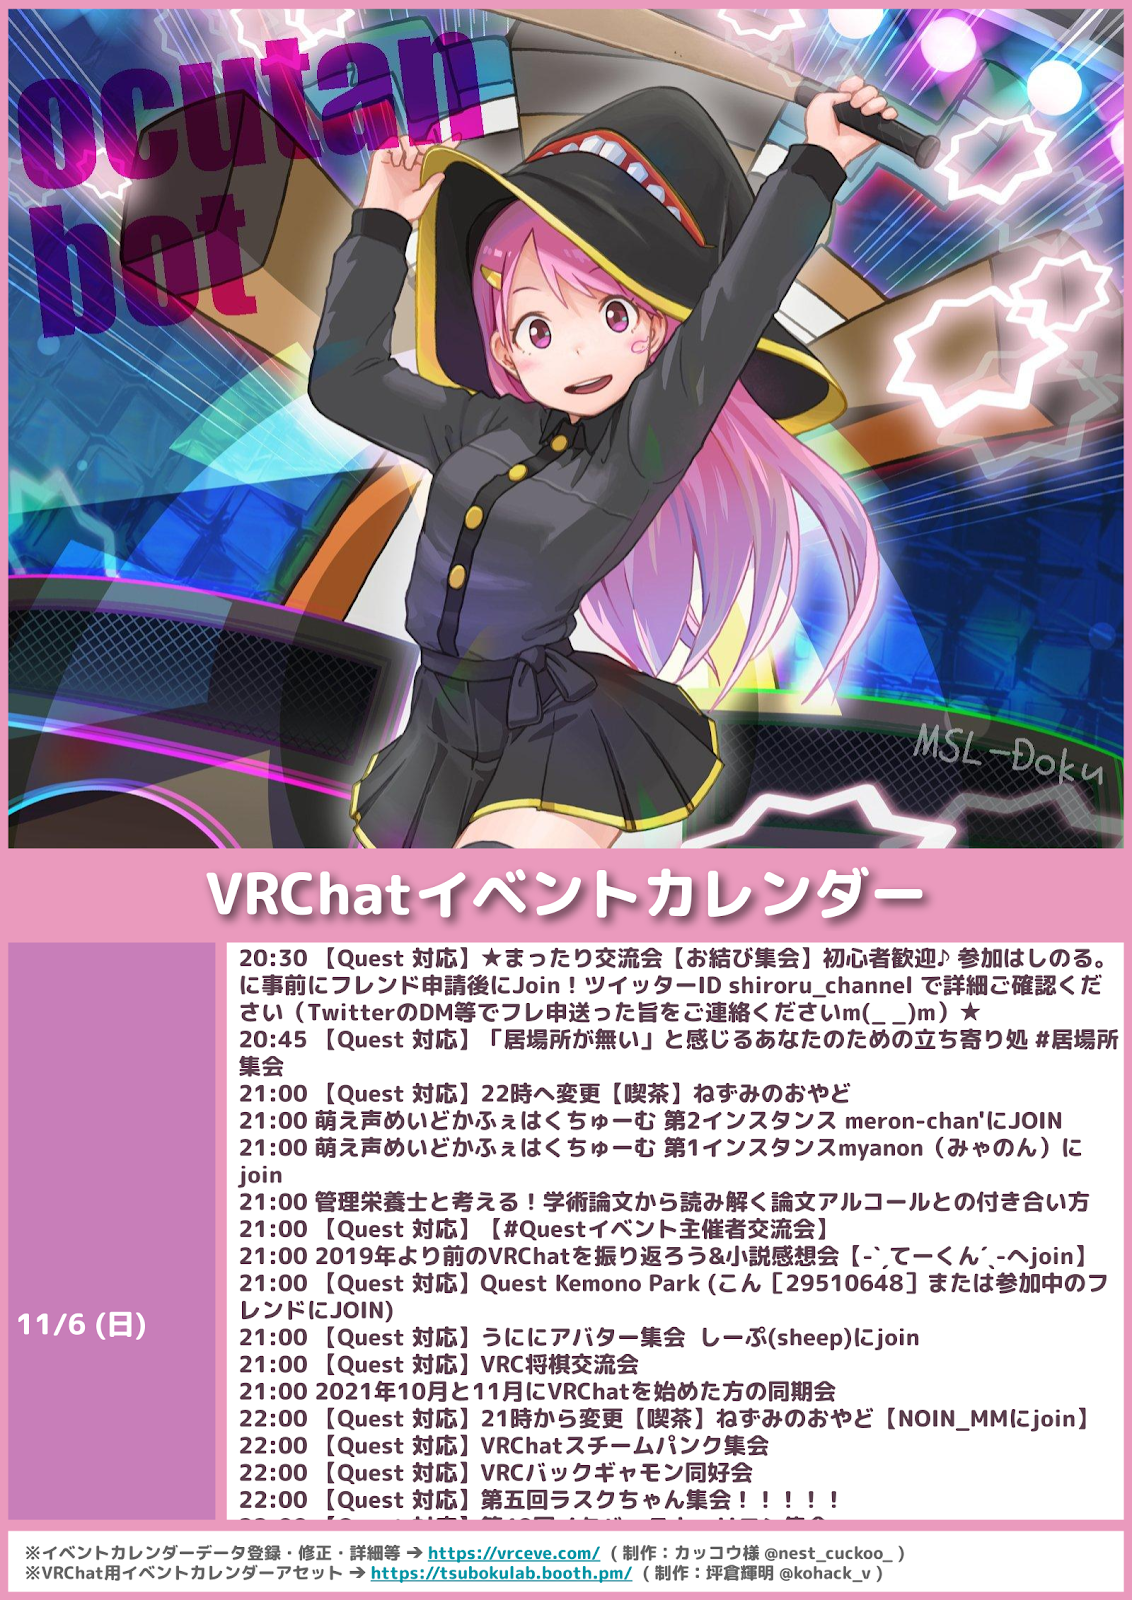 ocutan
bot
MSL-Doku
VRChatイベントカレンダー
11/6 (日)
20:30 【Quest 対応】★まったり交流会【お結び集会】初心者歓迎♪ 参加はしのる。
に事前にフレンド申請後にJoin！ツイッターID shiroru_channel で詳細ご確認くだ
さい（TwitterのDM等でフレ申送った旨をご連絡くださいm(_ _)m）★
20:45 【Quest 対応】「居場所が無い」と感じるあなたのための立ち寄り処 #居場所
集会
21:00 【Quest 対応】22時へ変更【喫茶】ねずみのおやど
21:00 萌え声めいどかふぇはくちゅーむ 第2インスタンス meron-chan'にJOIN
21:00 萌え声めいどかふぇはくちゅーむ 第1インスタンスmyanon（みゃのん）に
join
21:00 管理栄養士と考える！学術論文から読み解く論文アルコールとの付き合い方
21:00 【Quest 対応】【#Questイベント主催者交流会】
21:00 2019年より前のVRChatを振り返ろう&小説感想会【-ˋˏてーくんˊˎ-へjoin】
21:00 【Quest 対応】Quest Kemono Park (こん［29510648］または参加中のフ
レンドにJOIN)
21:00 【Quest 対応】うににアバター集会 しーぷ(sheep)にjoin
21:00 【Quest 対応】VRC将棋交流会
21:00 2021年10月と11月にVRChatを始めた方の同期会
22:00 【Quest 対応】21時から変更【喫茶】ねずみのおやど【NOIN_MMにjoin】
22:00 【Quest 対応】VRChatスチームパンク集会
22:00 【Quest 対応】VRCバックギャモン同好会
22:00 【Quest 対応】第五回ラスクちゃん集会！！！！！
※イベントカレンダーデータ登録・修正・詳細等 ➔ https://vrceve.com/ ( 制作：カッコウ様 @nest_cuckoo_ )
※VRChat用イベントカレンダーアセット ➔ https://tsubokulab.booth.pm/ ( 制作：坪倉輝明 @kohack_v )